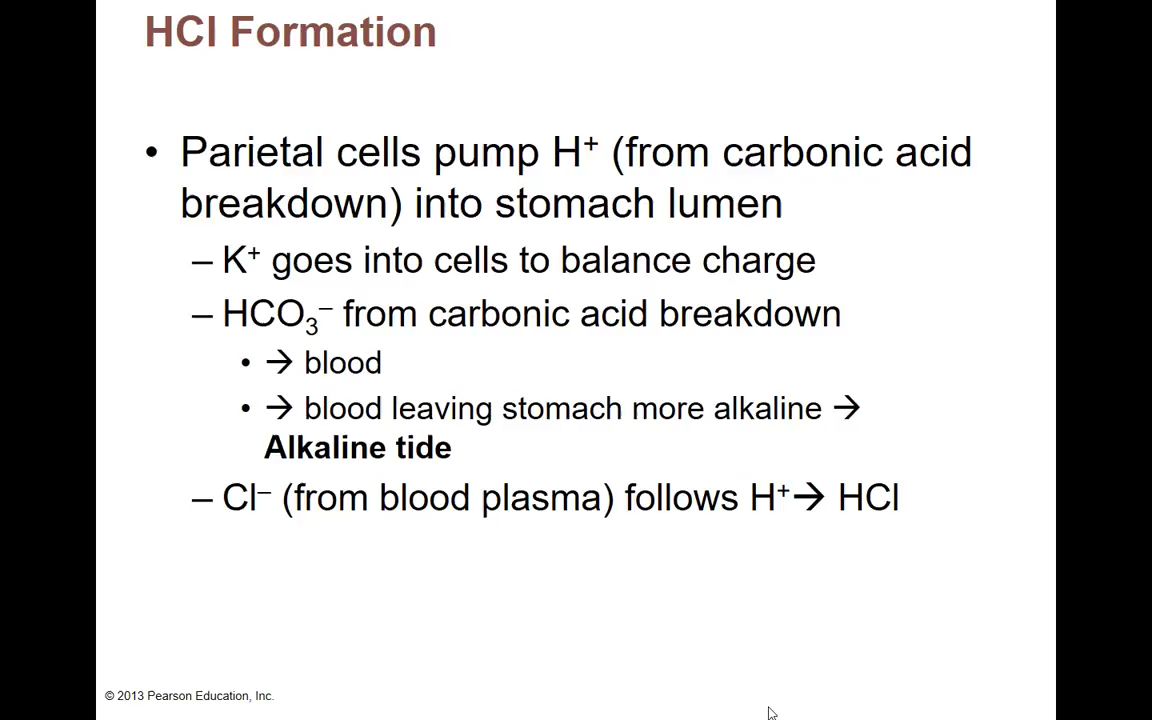 HCl Formation
• Parietal cells pump H⁺ (from carbonic acid
breakdown) into stomach lumen
– K⁺ goes into cells to balance charge
– HCO₃⁻ from carbonic acid breakdown
• → blood
• → blood leaving stomach more alkaline →
Alkaline tide
– Cl⁻ (from blood plasma) follows H⁺→ HCl
© 2013 Pearson Education, Inc.